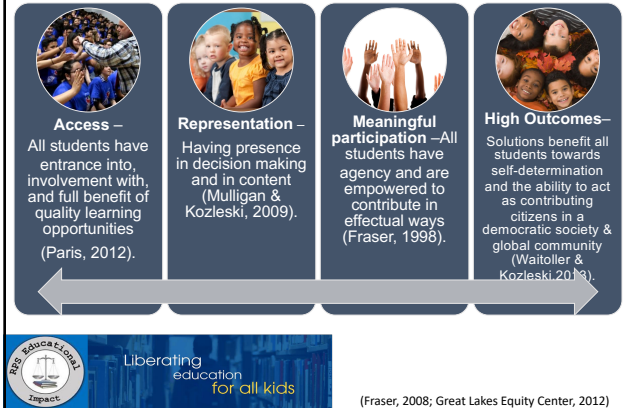 Access –
All students have
entrance into,
involvement with,
and full benefit of
quality learning
opportunities
(Paris, 2012).
Representation –
Having presence
in decision making
and in content
(Mulligan &
Kozleski, 2009).
Meaningful
participation –All
students have
agency and are
empowered to
contribute in
effectual ways
(Fraser, 1998).
High Outcomes–
Solutions benefit all
students towards
self-determination
and the ability to act
as contributing
citizens in a
democratic society &
global community
(Waitoller &
Kozleski,2013).
RPS Educational
Impact
Liberating
education
for all kids
(Fraser, 2008; Great Lakes Equity Center, 2012)